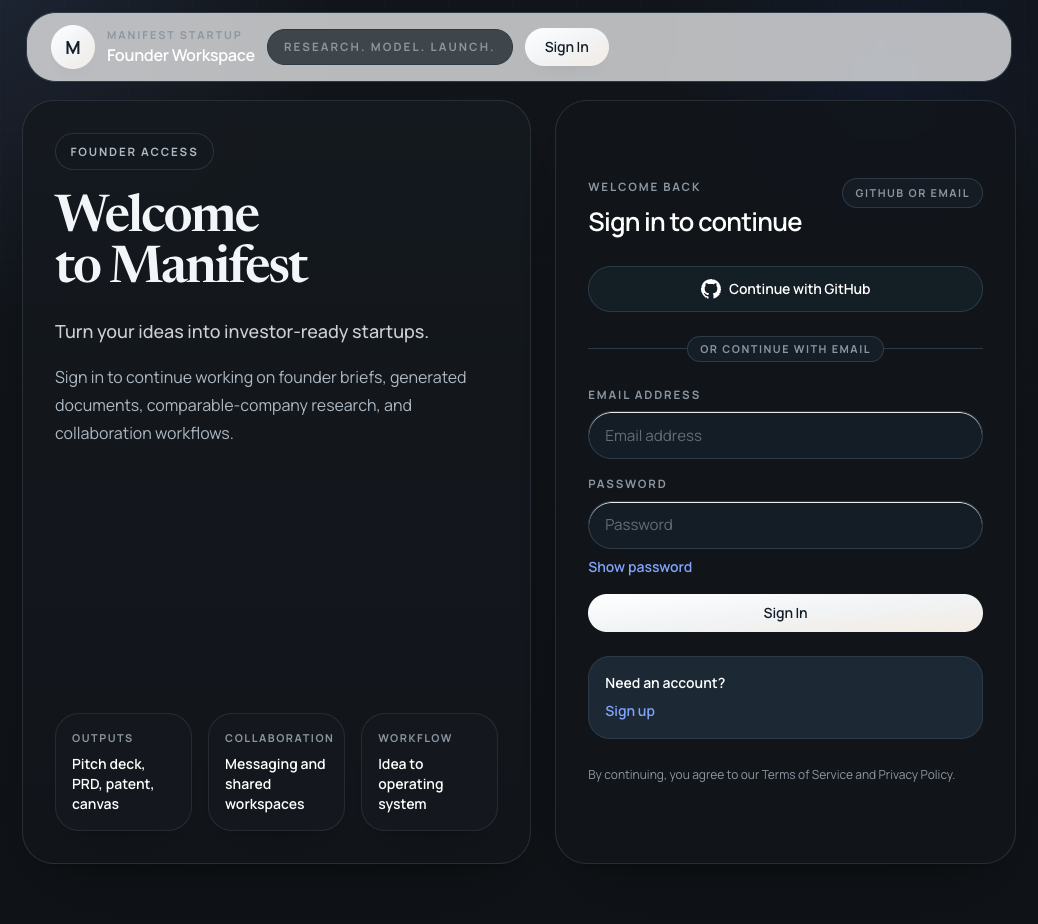 M
MANIFEST STARTUP
Founder Workspace
RESEARCH. MODEL. LAUNCH.
Sign In
FOUNDER ACCESS
Welcome
to Manifest
Turn your ideas into investor-ready startups.
Sign in to continue working on founder briefs, generated
documents, comparable-company research, and
collaboration workflows.
OUTPUTS
Pitch deck,
PRD, patent,
canvas
COLLABORATION
Messaging and
shared
workspaces
WORKFLOW
Idea to
operating
system
WELCOME BACK
Sign in to continue
GITHUB OR EMAIL
Continue with GitHub
OR CONTINUE WITH EMAIL
EMAIL ADDRESS
Email address
PASSWORD
Password
Show password
Sign In
Need an account?
Sign up
By continuing, you agree to our Terms of Service and Privacy Policy.